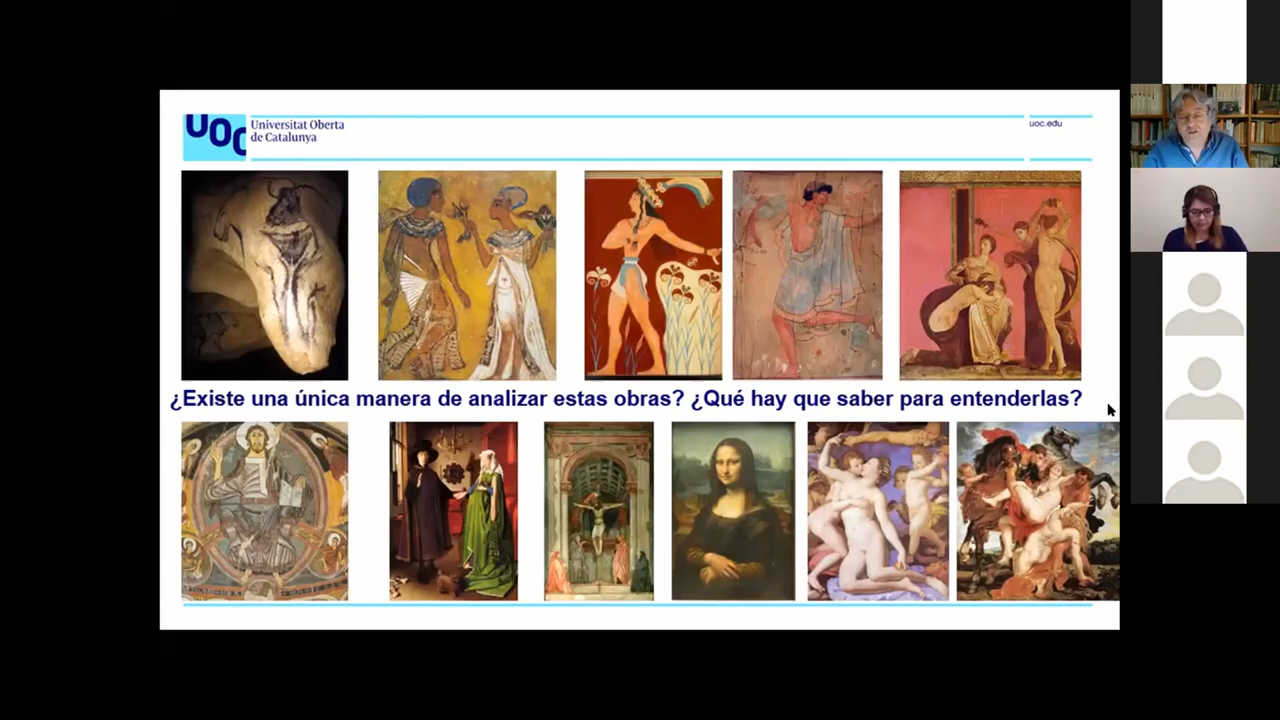 UOC
Universitat Oberta
de Catalunya
uoc.edu
¿Existe una única manera de analizar estas obras? ¿Qué hay que saber para entenderlas?